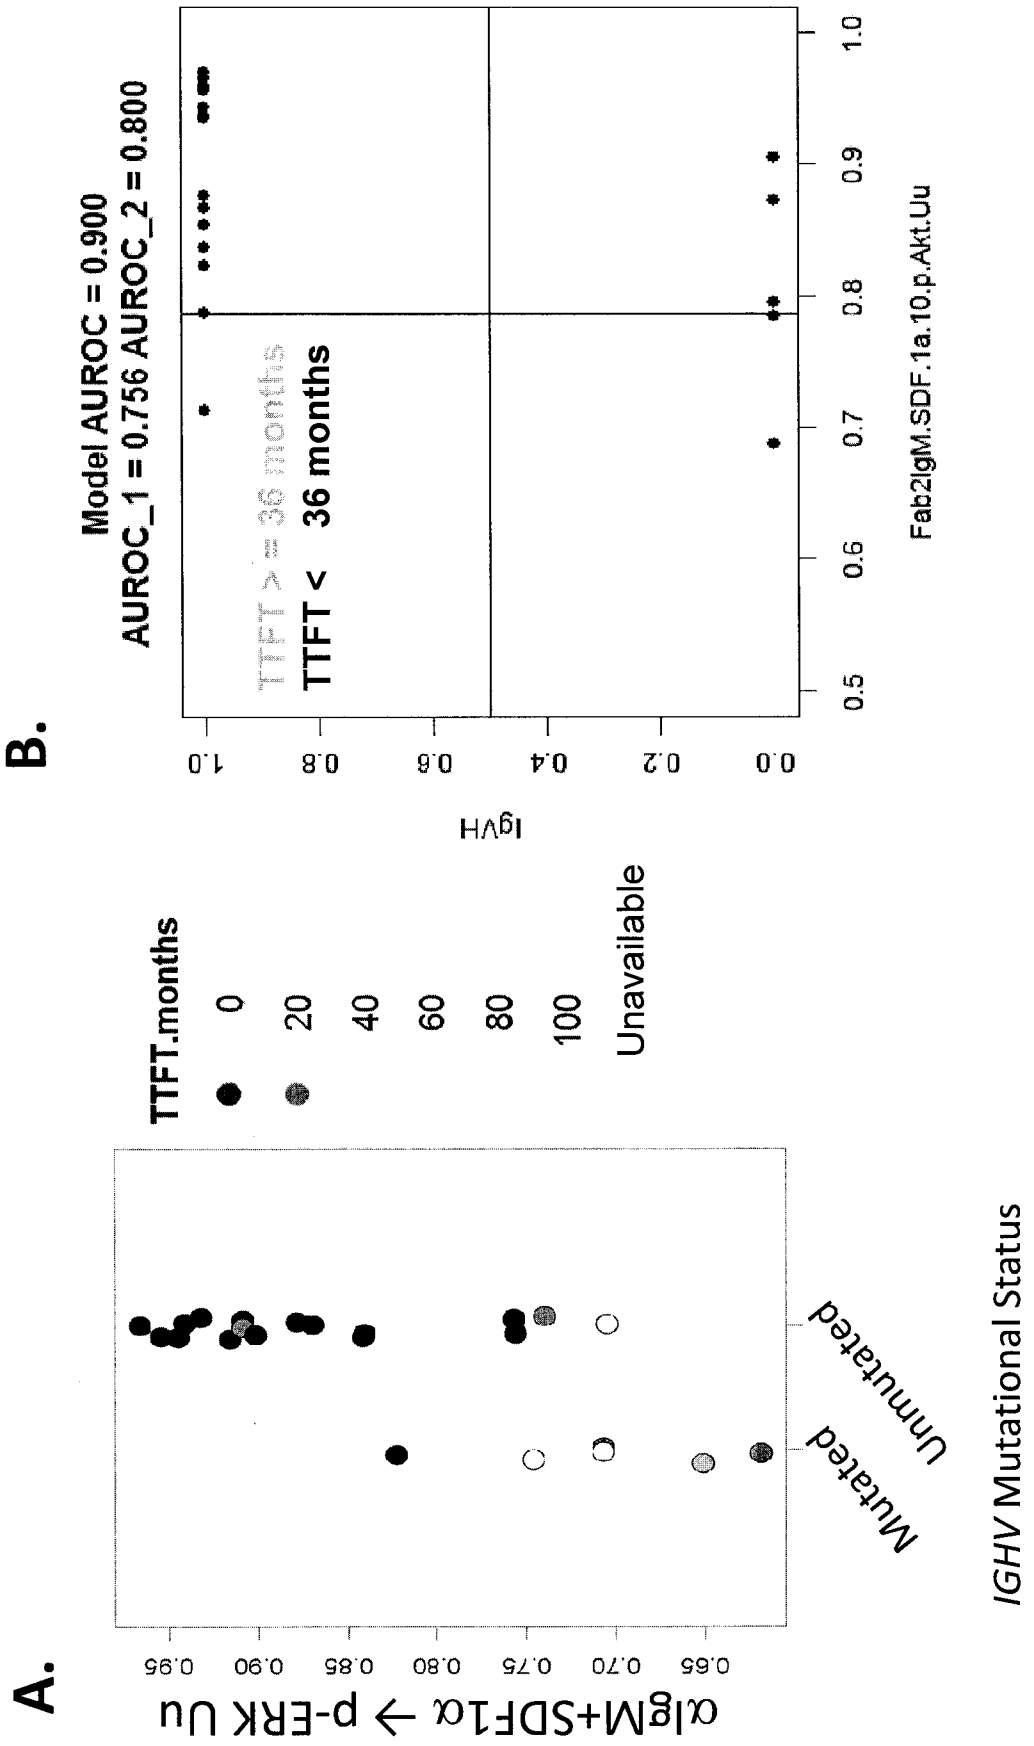 A.
αIgM+SDF1α → p-ERK Uu
0.95
0.90
0.85
0.80
0.75
0.70
0.65
Mutated
Unmutated
IGHV Mutational Status
TTFT.months
0
20
40
60
80
100
Unavailable
B.
Model AUROC = 0.900
AUROC_1 = 0.756 AUROC_2 = 0.800
TTFT >= 36 months
TTFT < 36 months
IgVH
1.0
0.8
0.6
0.4
0.2
0.0
0.5
0.6
0.7
0.8
0.9
1.0
Fab2IgM.SDF.1a.10.p.Akt.Uu